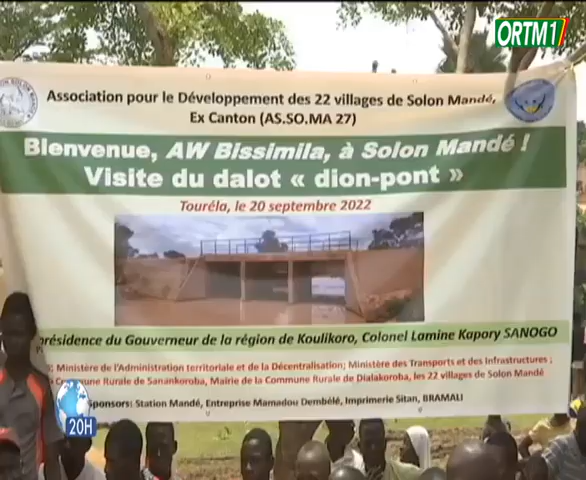 ORTM1
Association pour le Développement des 22 villages de Solon Mandé,
Ex Canton (AS.SO.MA 27)
Bienvenue, AW Bissimila, à Solon Mandé !
Visite du dalot « dion-pont »
Touréla, le 20 septembre 2022
présidence du Gouverneur de la région de Koulikoro, Colonel Lamine Kapory SANOGO
: Ministère de l'Administration territoriale et de la Décentralisation; Ministère des Transports et des Infrastructures ;
Rurale de Sanankoroba, Mairie de la Commune Rurale de Dialakoroba, les 22 villages de Solon Mandé
Sponsors: Station Mandé, Entreprise Mamadou Dembélé, Imprimerie Sitan, BRAMALI
20H